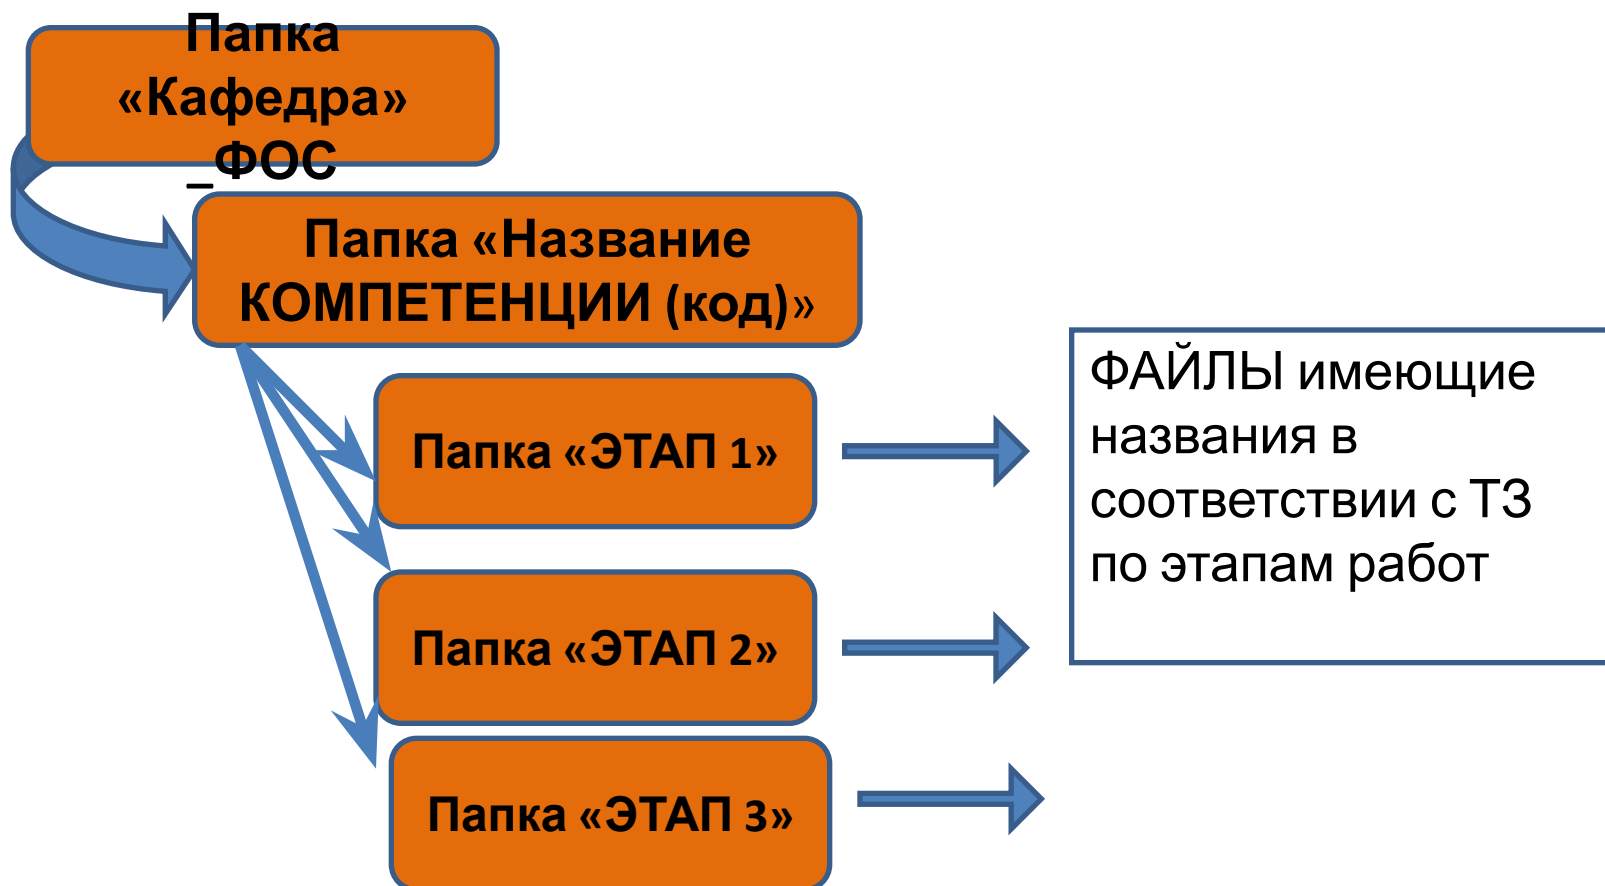 Папка
«Кафедра»
_ФОС
Папка «Название
КОМПЕТЕНЦИИ (код)»
Папка «ЭТАП 1»
ФАЙЛЫ имеющие
названия в
соответствии с ТЗ
по этапам работ
Папка «ЭТАП 2»
Папка «ЭТАП 3»